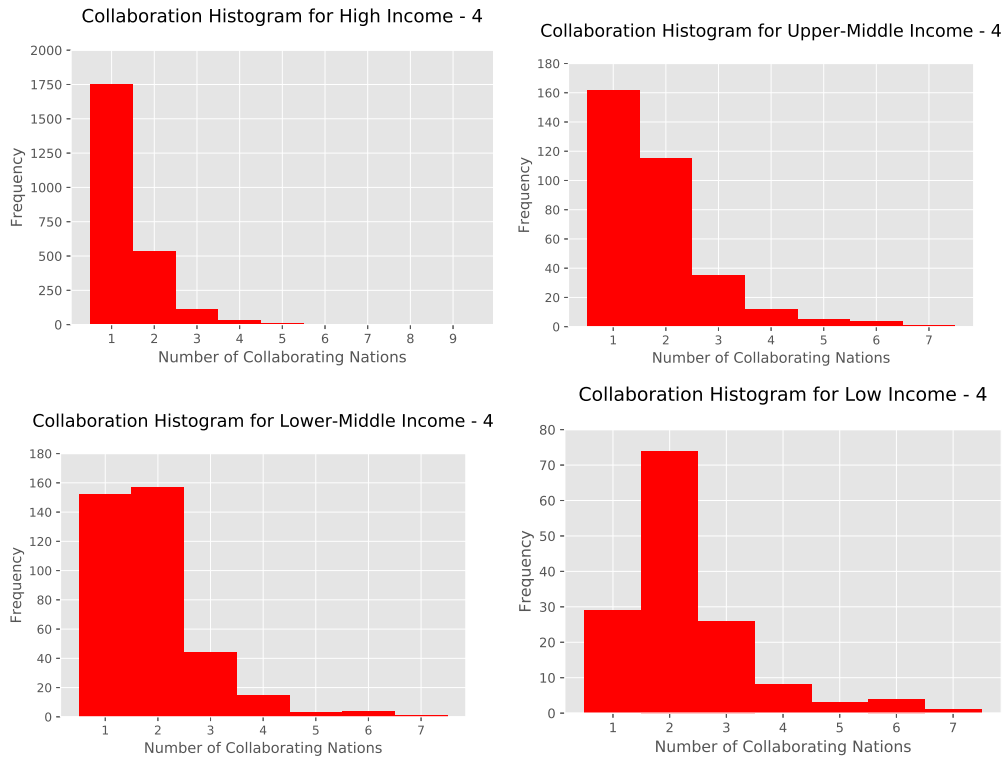 Collaboration Histogram for High Income - 4
2000
1750
1500
1250
1000
750
500
250
0
Frequency
1 2 3 4 5 6 7 8 9
Number of Collaborating Nations
Collaboration Histogram for Upper-Middle Income - 4
180
160
140
120
100
80
60
40
20
0
Frequency
1 2 3 4 5 6 7
Number of Collaborating Nations
Collaboration Histogram for Lower-Middle Income - 4
180
160
140
120
100
80
60
40
20
0
Frequency
1 2 3 4 5 6 7
Number of Collaborating Nations
Collaboration Histogram for Low Income - 4
80
70
60
50
40
30
20
10
0
Frequency
1 2 3 4 5 6 7
Number of Collaborating Nations